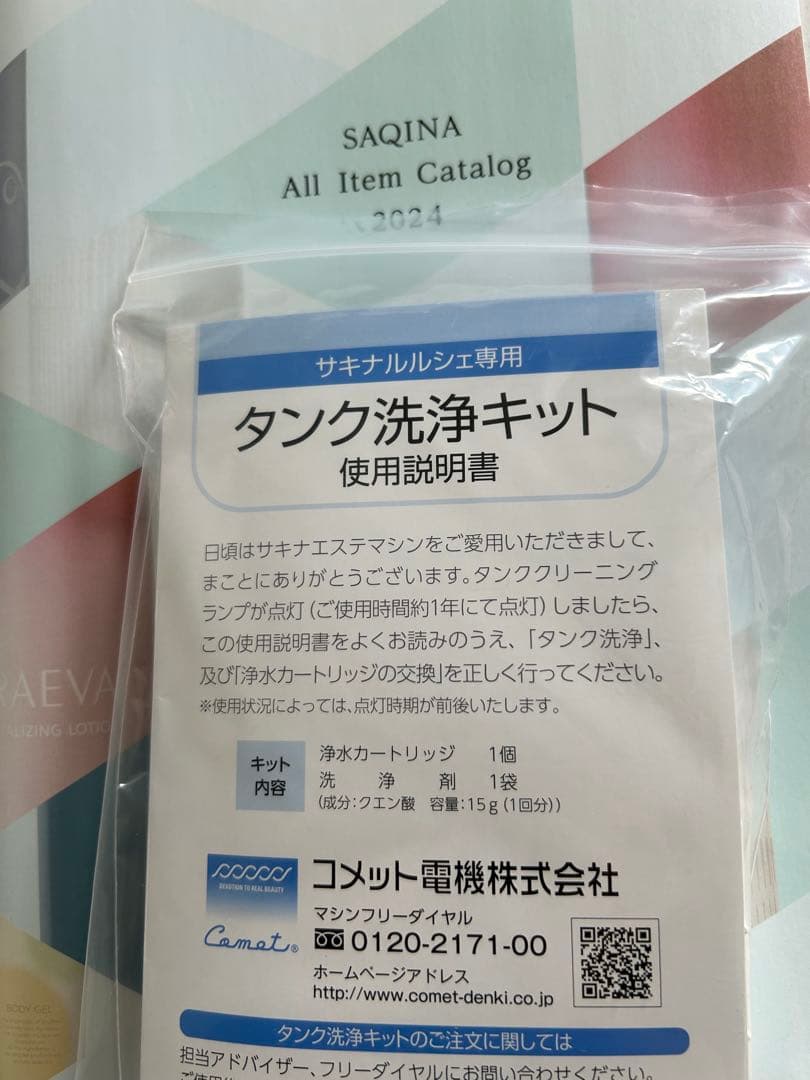 SAQINA
All Item Catalog
2024
サキナルルシェ専用
タンク洗浄キット
使用説明書
日頃はサキナエステマシンをご愛用いただきまして、
まことにありがとうございます。タンククリーニング
ランプが点灯（ご使用時間約1年にて点灯）しましたら、
この使用説明書をよくお読みのうえ、「タンク洗浄」、
及び「浄水カートリッジの交換」を正しく行ってください。
※使用状況によっては、点灯時期が前後いたします。
RAEVA
ALIZING LOTIO
キット
内容
浄水カートリッジ 1個
洗浄剤 1袋
（成分：クエン酸 容量：15g（1回分））
DEVOTION TO REAL BEAUTY
Comet®
コメット電機株式会社
マシンフリーダイヤル
0120-2171-00
ホームページアドレス
http://www.comet-denki.co.jp
BODY GEL
タンク洗浄キットのご注文に関しては
担当アドバイザー、フリーダイヤルにお問い合わせください。